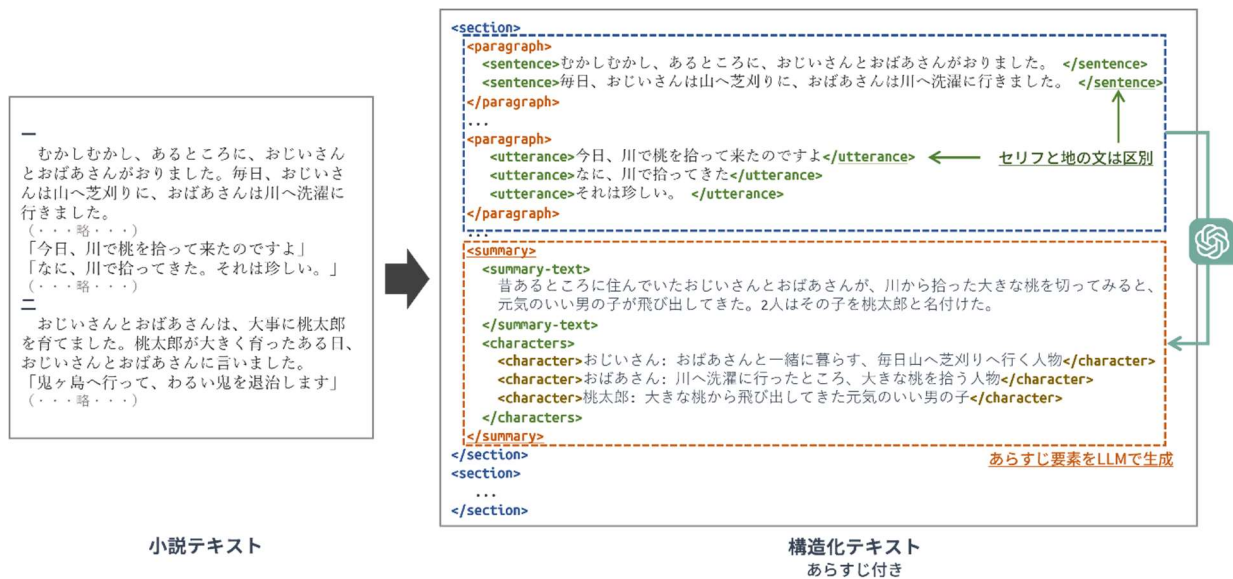 一
むかしむかし、あるところに、おじいさん
とおばあさんがおりました。毎日、おじいさ
んは山へ芝刈りに、おばあさんは川へ洗濯に
行きました。
（・・・略・・・）
「今日、川で桃を拾って来たのですよ」
「なに、川で拾ってきた。それは珍しい。」
（・・・略・・・）
二
おじいさんとおばあさんは、大事に桃太郎
を育てました。桃太郎が大きく育ったある日、
おじいさんとおばあさんに言いました。
「鬼ヶ島へ行って、わるい鬼を退治します」
（・・・略・・・）
小説テキスト
<section>
<paragraph>
<sentence>むかしむかし、あるところに、おじいさんとおばあさんがおりました。 </sentence>
<sentence>毎日、おじいさんは山へ芝刈りに、おばあさんは川へ洗濯に行きました。 </sentence>
</paragraph>
...
<paragraph>
<utterance>今日、川で桃を拾って来たのですよ</utterance>
セリフと地の文は区別
<utterance>なに、川で拾ってきた</utterance>
<utterance>それは珍しい。 </utterance>
</paragraph>
...
<summary>
<summary-text>
昔あるところに住んでいたおじいさんとおばあさんが、川から拾った大きな桃を切ってみると、
元気のいい男の子が飛び出してきた。2人はその子を桃太郎と名付けた。
</summary-text>
<characters>
<character>おじいさん: おばあさんと一緒に暮らす、毎日山へ芝刈りへ行く人物</character>
<character>おばあさん: 川へ洗濯に行ったところ、大きな桃を拾う人物</character>
<character>桃太郎: 大きな桃から飛び出してきた元気のいい男の子</character>
</characters>
</summary>
あらすじ要素をLLMで生成
</section>
<section>
...
</section>
構造化テキスト
あらすじ付き